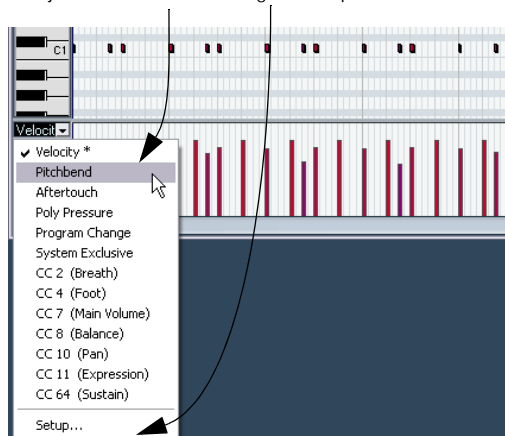 C1
Velocit
✓ Velocity *
Pitchbend
Aftertouch
Poly Pressure
Program Change
System Exclusive
CC 2 (Breath)
CC 4 (Foot)
CC 7 (Main Volume)
CC 8 (Balance)
CC 10 (Pan)
CC 11 (Expression)
CC 64 (Sustain)
Setup...